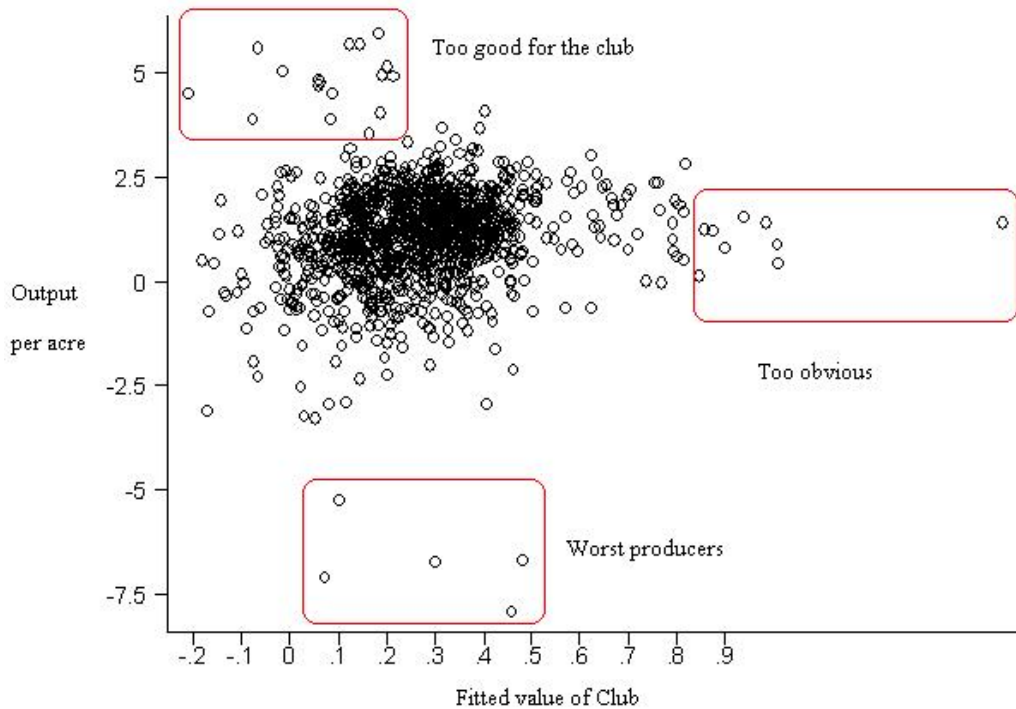 Too good for the club
5
2.5
0
-2.5
-5
-7.5
Output
per acre
Too obvious
Worst producers
-.2 -.1 0 .1 .2 .3 .4 .5 .6 .7 .8 .9
Fitted value of Club